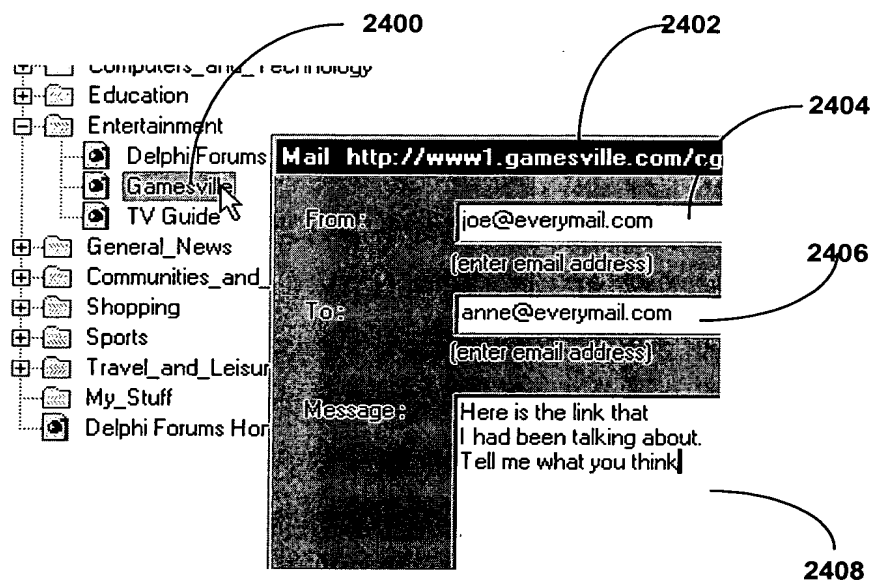 2400
2402
2404
Computers_and_Technology
Education
Entertainment
Delphi Forums
Gamesville
TV Guide
General_News
Communities_and_
Shopping
Sports
Travel_and_Leisur
My_Stuff
Delphi Forums Hor
Mail http://www1.gamesville.com/cg
From :
joe@everymail.com
(enter email address)
2406
To :
anne@everymail.com
(enter email address)
Message :
Here is the link that
I had been talking about.
Tell me what you think
2408